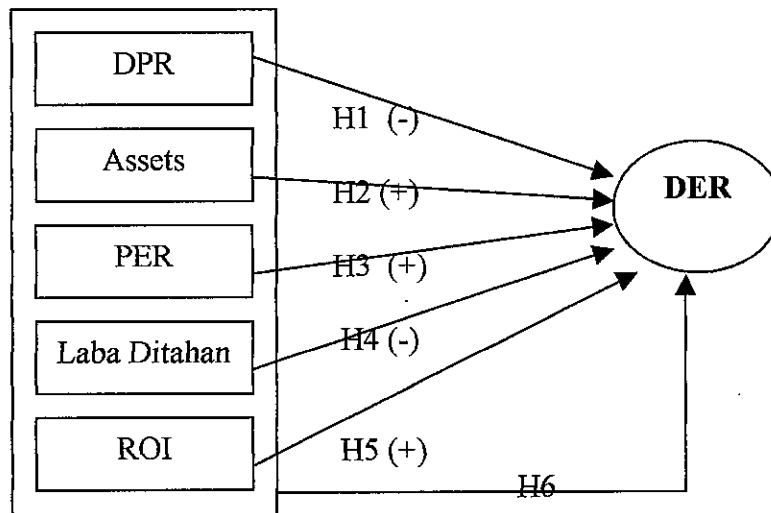 DPR
H1 (-)
Assets
DER
H2 (+)
PER
H3 (+)
Laba Ditahan
H4 (-)
ROI
H5 (+)
H6